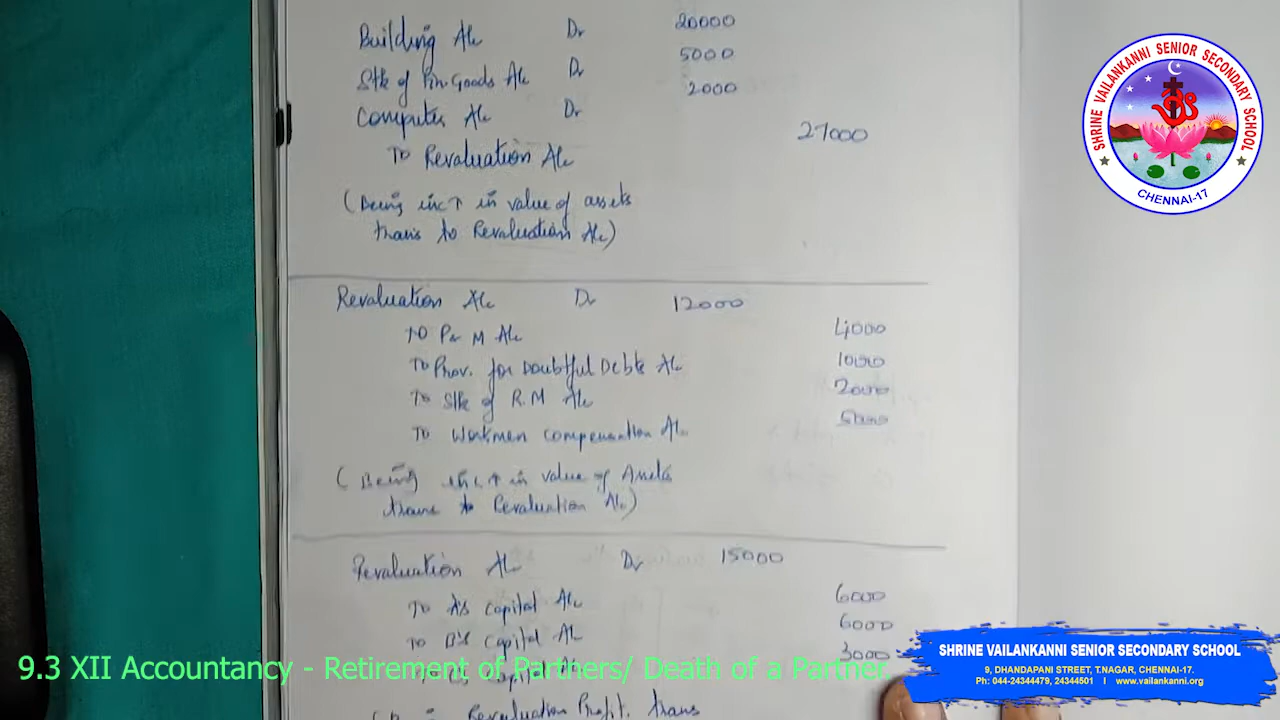 Building A/c Dr 20000
Stk of Fin. Goods A/c Dr 5000
Computer A/c Dr 2000
To Revaluation A/c 27000
(Being inc↑ in value of assets
trans to Revaluation A/c)
Revaluation A/c Dr 12000
To P & M A/c 4000
To Prov. for Doubtful Debts A/c 1000
To Stk of R.M A/c 2000
To Workmen compensation A/c 5000
(Being inc↑ in value of Assets
trans to Revaluation A/c)
Revaluation A/c Dr 15000
To A's Capital A/c 6000
To B's Capital A/c 6000
To C's Capital A/c 3000
Revaluation Profit trans
SHRINE VAILANKANNI SENIOR SECONDARY SCHOOL
CHENNAI-17
9.3 XII Accountancy - Retirement of Partners/ Death of a Partner.
SHRINE VAILANKANNI SENIOR SECONDARY SCHOOL
9, DHANDAPANI STREET, T.NAGAR, CHENNAI-17.
Ph: 044-24344479, 24344501 I www.vailankanni.org